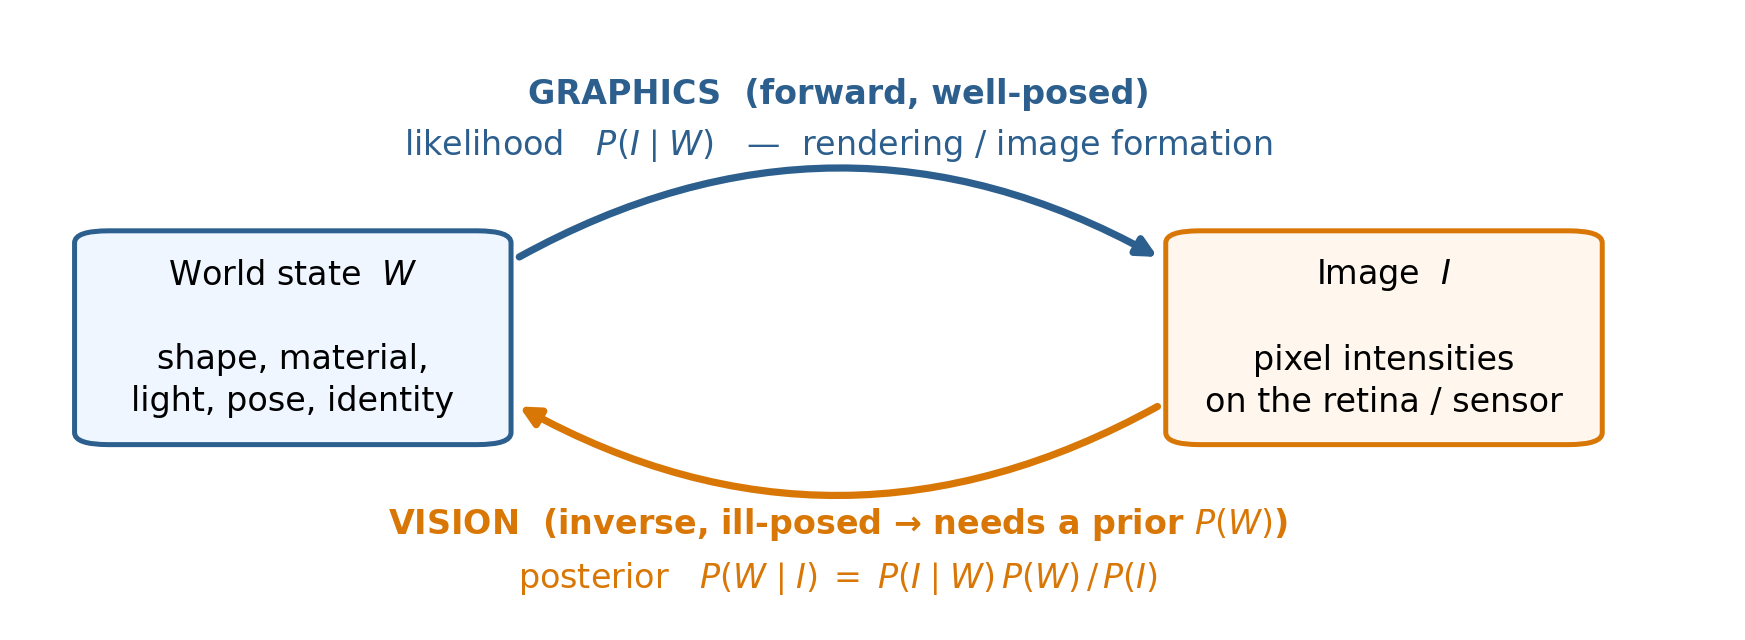 GRAPHICS (forward, well-posed)
likelihood P(I | W) — rendering / image formation
World state W
shape, material,
light, pose, identity
Image I
pixel intensities
on the retina / sensor
VISION (inverse, ill-posed → needs a prior P(W))
posterior P(W | I) = P(I | W) P(W) / P(I)